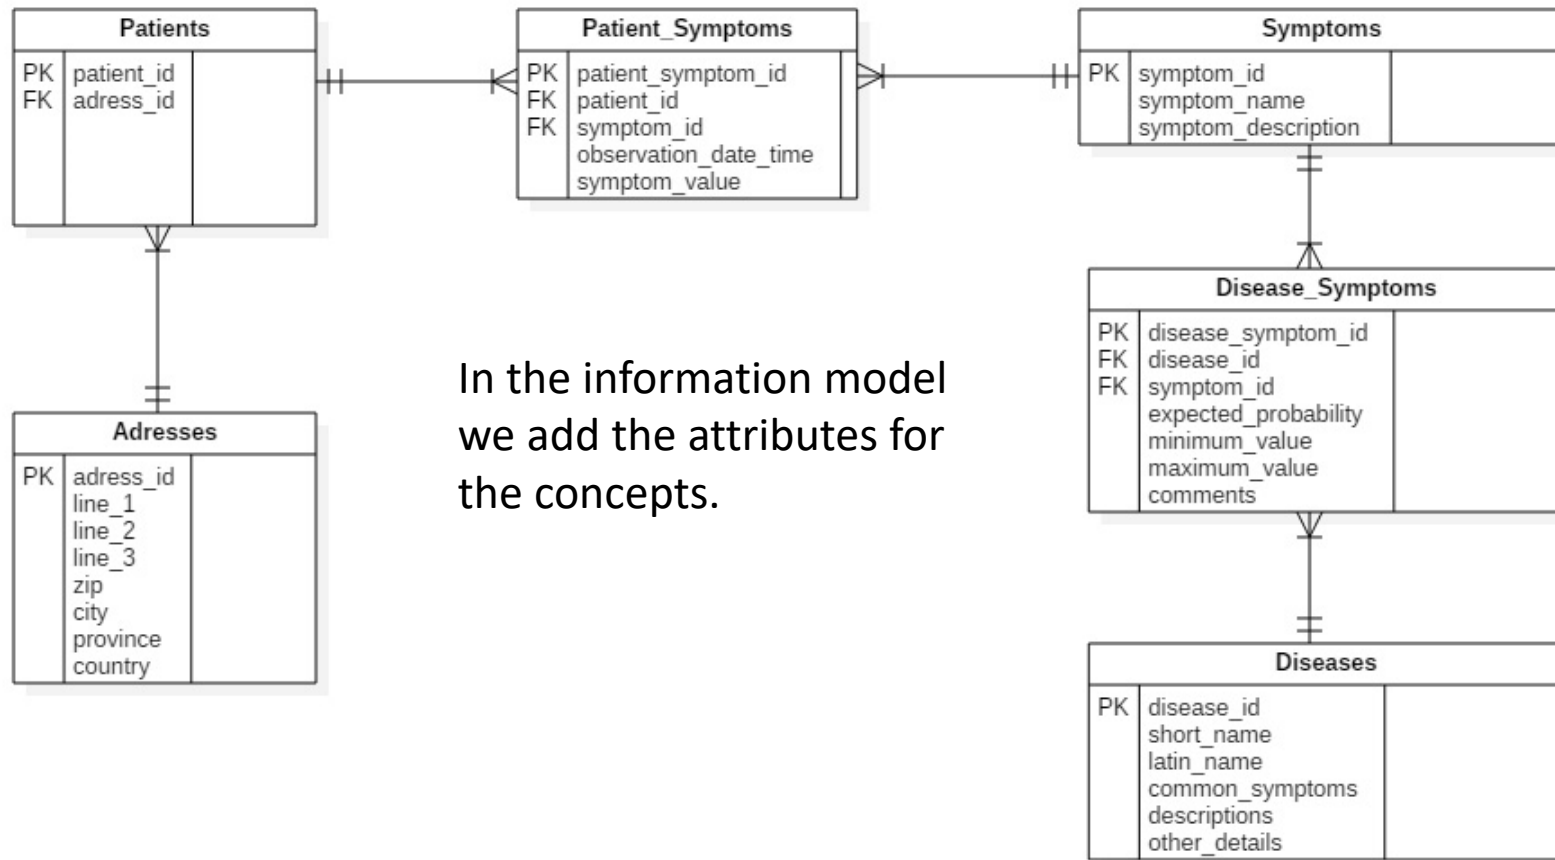 Patients
PK patient_id
FK adress_id
Patient_Symptoms
PK patient_symptom_id
FK patient_id
FK symptom_id
observation_date_time
symptom_value
Symptoms
PK symptom_id
symptom_name
symptom_description
Adresses
PK adress_id
line_1
line_2
line_3
zip
city
province
country
In the information model
we add the attributes for
the concepts.
Disease_Symptoms
PK disease_symptom_id
FK disease_id
FK symptom_id
expected_probability
minimum_value
maximum_value
comments
Diseases
PK disease_id
short_name
latin_name
common_symptoms
descriptions
other_details